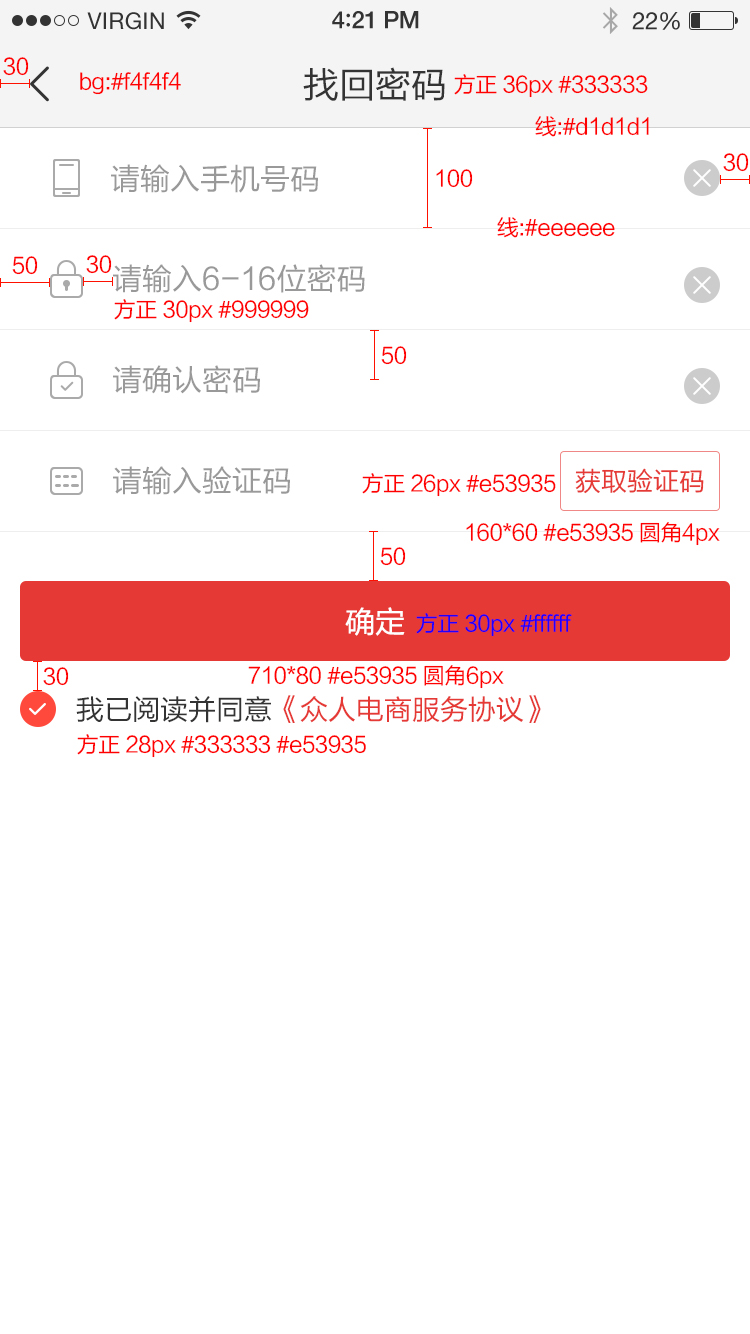 VIRGIN 4:21 PM 22%
30 bg:#f4f4f4 找回密码 方正 36px #333333
线:#d1d1d1
请输入手机号码 100 30
线:#eeeeee
50 30 请输入6-16位密码
方正 30px #999999
50
请确认密码
请输入验证码 方正 26px #e53935 获取验证码
160*60 #e53935 圆角4px
50
确定 方正 30px #ffffff
30 710*80 #e53935 圆角6px
我已阅读并同意《众人电商服务协议》
方正 28px #333333 #e53935